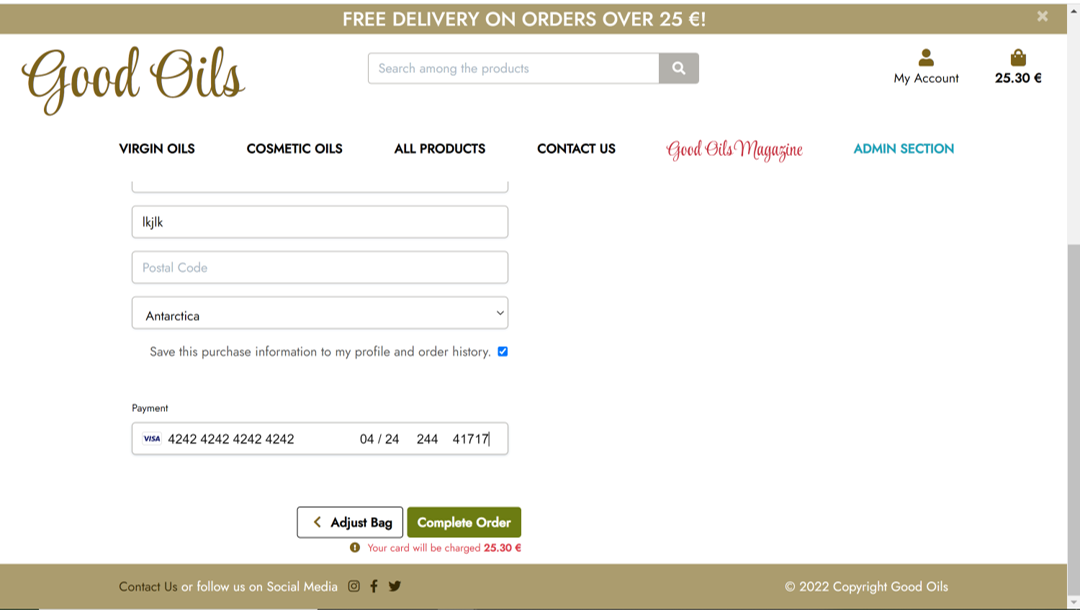 FREE DELIVERY ON ORDERS OVER 25 €!
×
Good Oils
Search among the products
My Account
25.30 €
VIRGIN OILS
COSMETIC OILS
ALL PRODUCTS
CONTACT US
Good Oils Magazine
ADMIN SECTION
lkjlk
Postal Code
Antarctica
Save this purchase information to my profile and order history.
Payment
VISA 4242 4242 4242 4242 04 / 24 244 41717
Adjust Bag
Complete Order
Your card will be charged 25.30 €
Contact Us or follow us on Social Media
© 2022 Copyright Good Oils